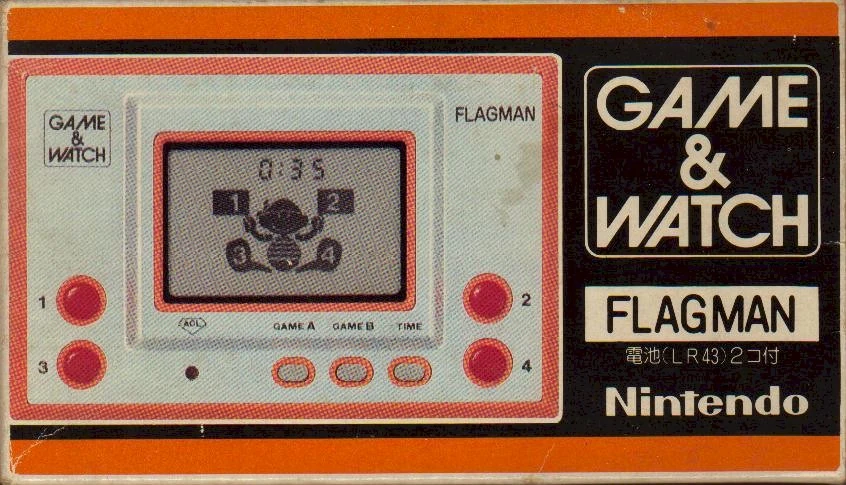 GAME
&
WATCH
FLAGMAN
0:35
1
2
3
4
1
2
3
4
ACL
GAME A
GAME B
TIME
GAME
&
WATCH
FLAGMAN
電池(LR43)2コ付
Nintendo